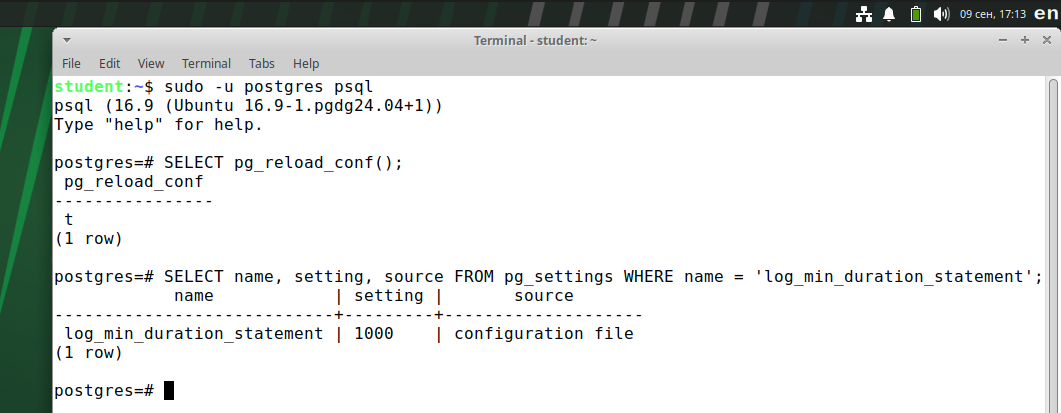 09 сен, 17:13 en
Terminal - student: ~
File Edit View Terminal Tabs Help
student:~$ sudo -u postgres psql
psql (16.9 (Ubuntu 16.9-1.pgdg24.04+1))
Type "help" for help.
postgres=# SELECT pg_reload_conf();
 pg_reload_conf
----------------
 t
(1 row)
postgres=# SELECT name, setting, source FROM pg_settings WHERE name = 'log_min_duration_statement';
            name            | setting |       source
----------------------------+---------+--------------------
 log_min_duration_statement | 1000    | configuration file
(1 row)
postgres=#